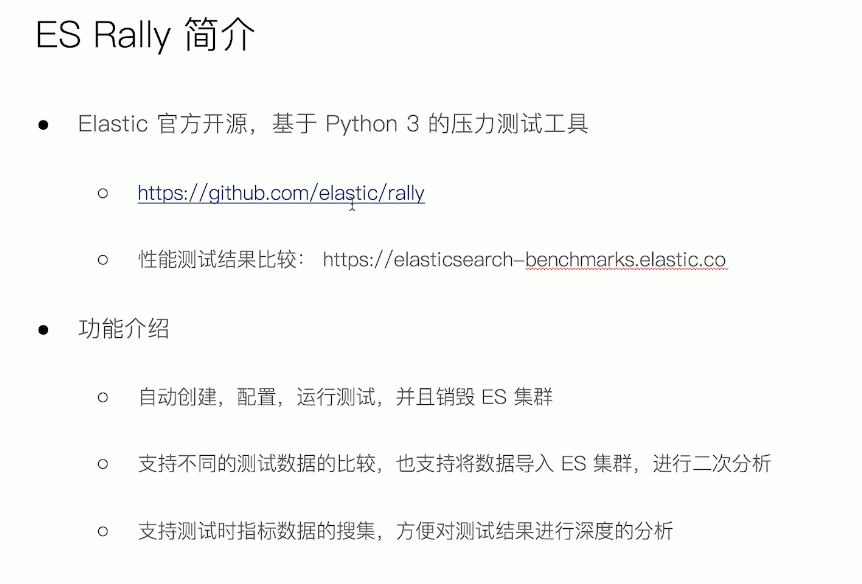 ES Rally 简介
● Elastic 官方开源，基于 Python 3 的压力测试工具
○ https://github.com/elastic/rally
○ 性能测试结果比较： https://elasticsearch-benchmarks.elastic.co
● 功能介绍
○ 自动创建，配置，运行测试，并且销毁 ES 集群
○ 支持不同的测试数据的比较，也支持将数据导入 ES 集群，进行二次分析
○ 支持测试时指标数据的搜集，方便对测试结果进行深度的分析